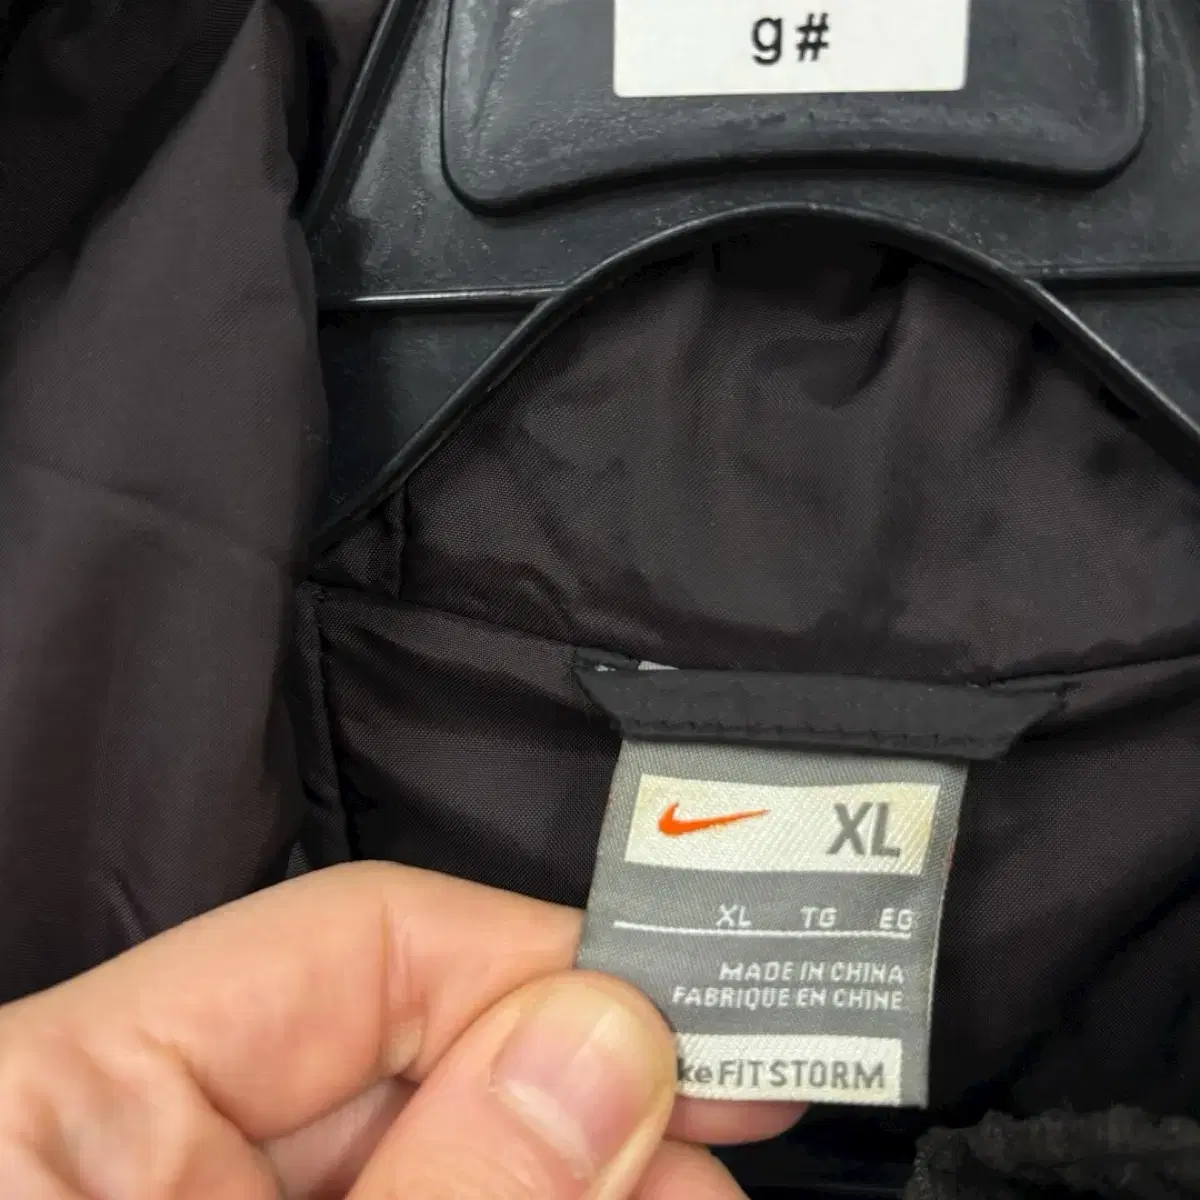 g#
XL
XL TG EG
MADE IN CHINA
FABRIQUE EN CHINE
ke FIT STORM